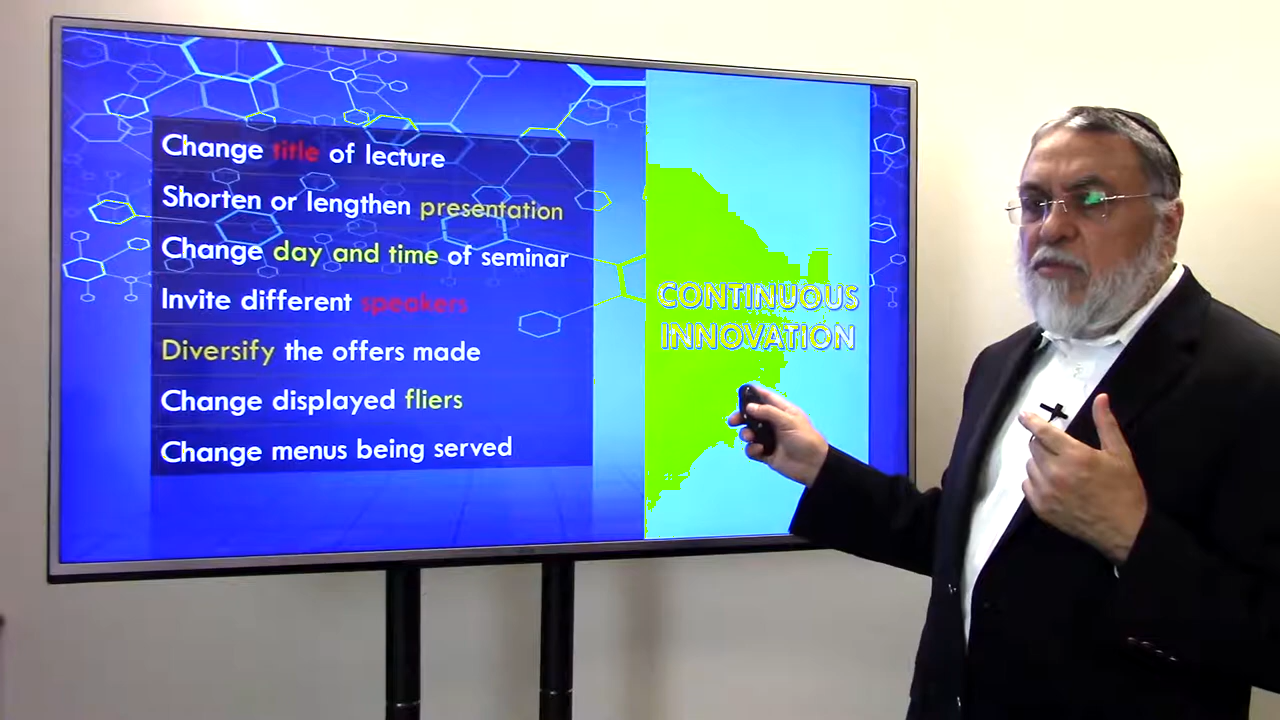 Change title of lecture
Shorten or lengthen presentation
Change day and time of seminar
Invite different speakers
Diversify the offers made
Change displayed fliers
Change menus being served
CONTINUOUS
INNOVATION